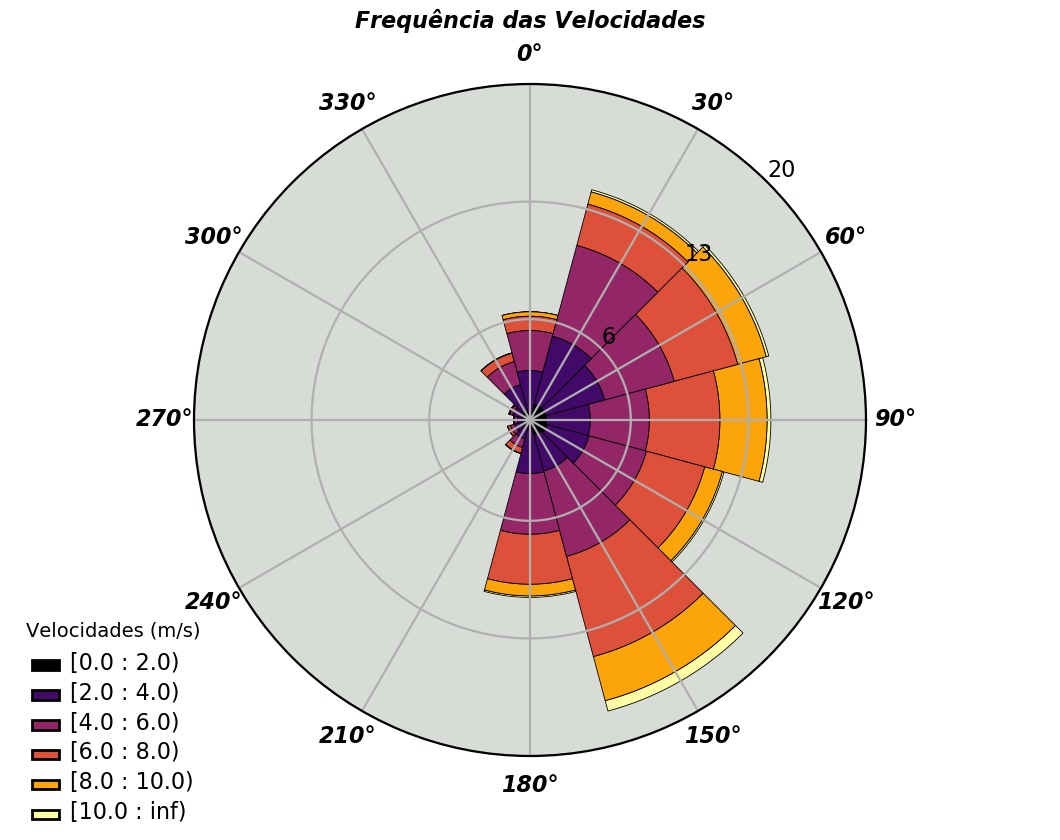 Frequência das Velocidades
0°
330°
30°
20
300°
60°
13
6
270°
90°
240°
120°
Velocidades (m/s)
[0.0 : 2.0)
[2.0 : 4.0)
[4.0 : 6.0)
210°
150°
[6.0 : 8.0)
180°
[8.0 : 10.0)
[10.0 : inf)